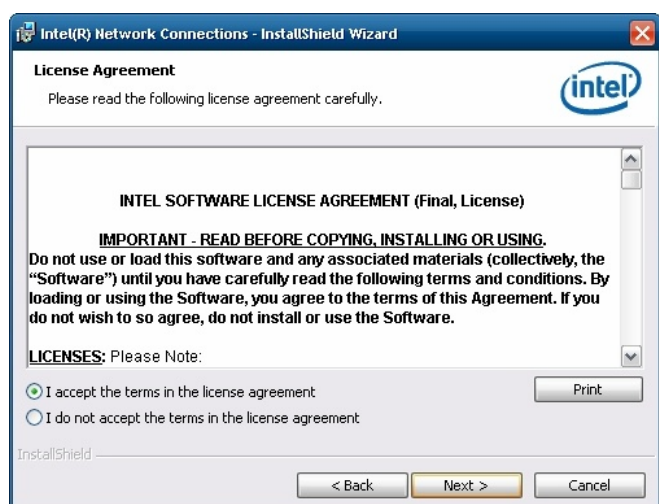 Intel(R) Network Connections - InstallShield Wizard
License Agreement
Please read the following license agreement carefully.
intel
INTEL SOFTWARE LICENSE AGREEMENT (Final, License)
IMPORTANT - READ BEFORE COPYING, INSTALLING OR USING.
Do not use or load this software and any associated materials (collectively, the
“Software”) until you have carefully read the following terms and conditions. By
loading or using the Software, you agree to the terms of this Agreement. If you
do not wish to so agree, do not install or use the Software.
LICENSES: Please Note:
I accept the terms in the license agreement
Print
I do not accept the terms in the license agreement
InstallShield
< Back
Next >
Cancel